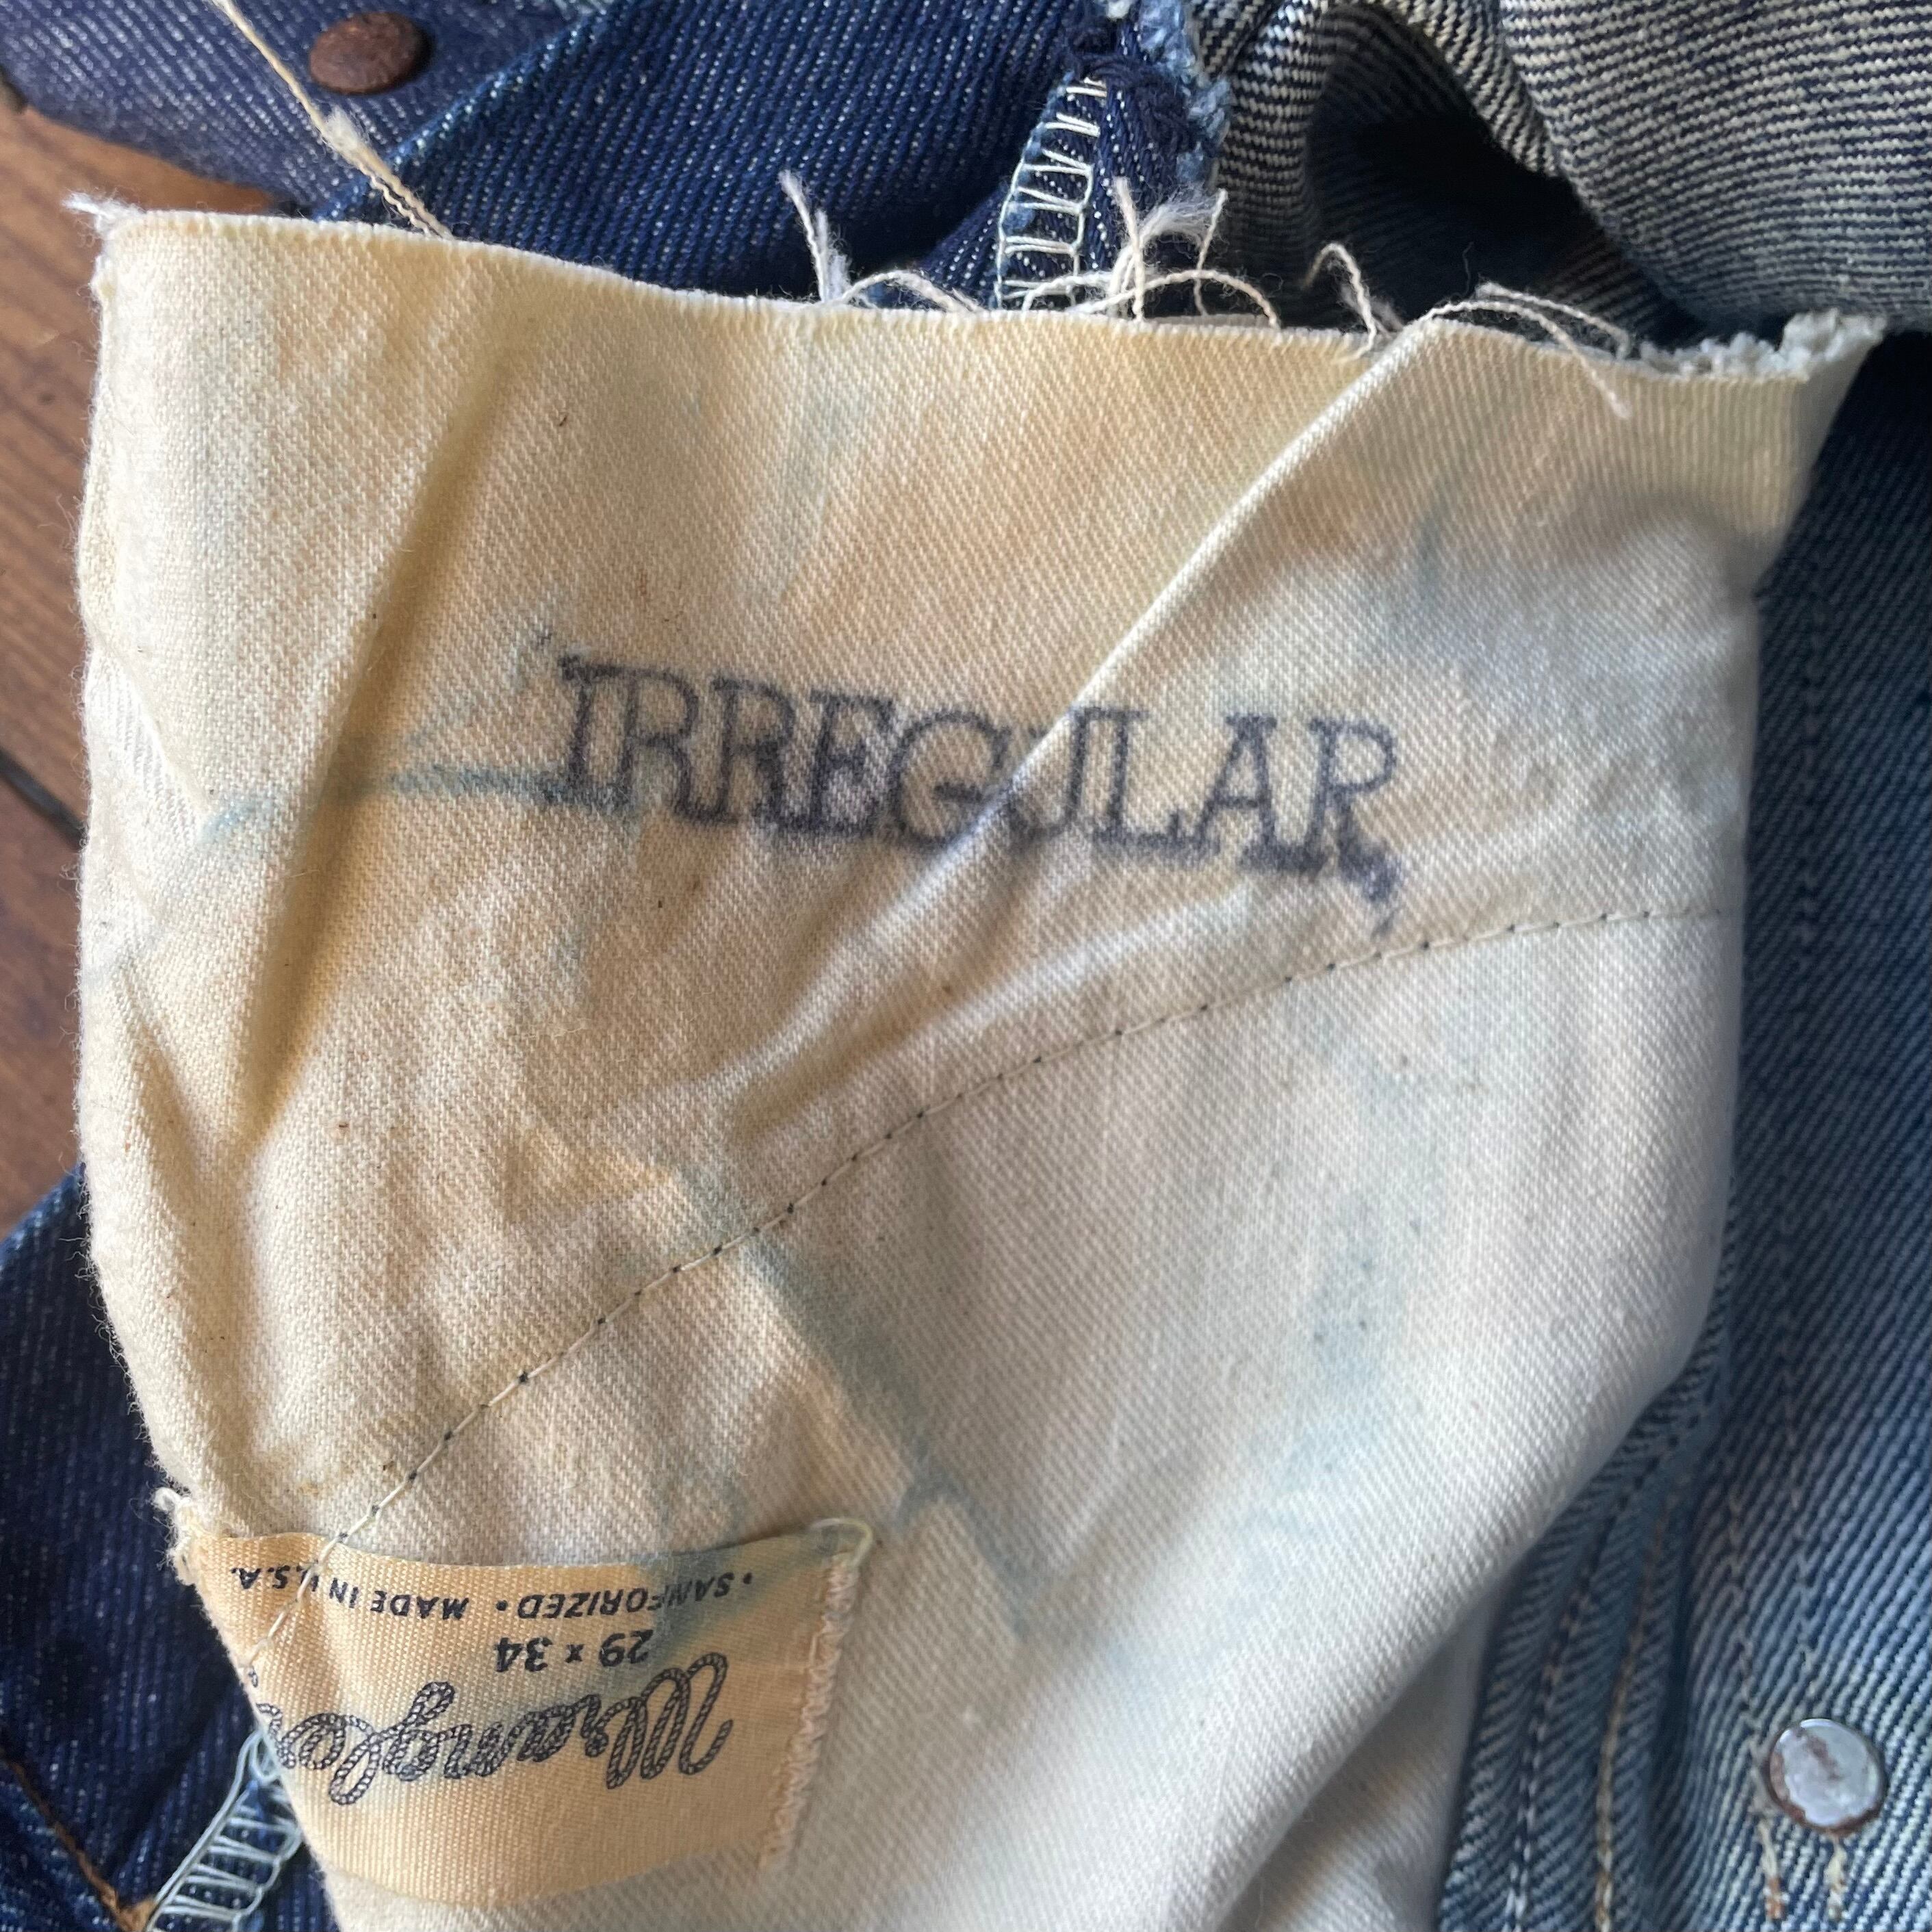 IRREGULAR
Wrangler
29 x 34
• SANFORIZED • MADE IN U.S.A.